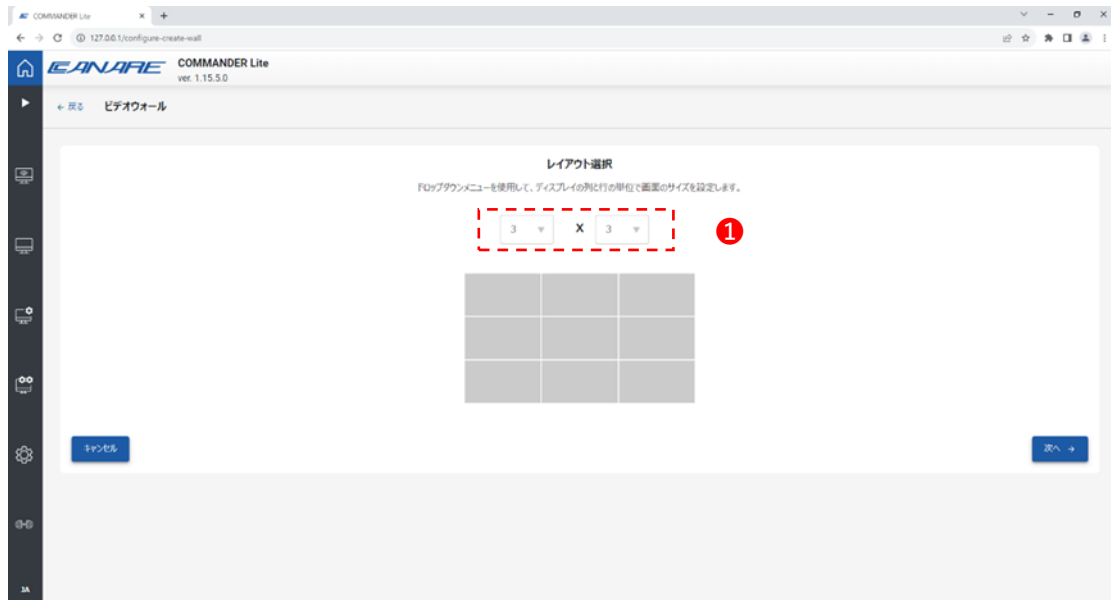 COMMANDER Lite
127.0.0.1/configure-create-wall
CANARE
COMMANDER Lite
ver. 1.15.5.0
← 戻る ビデオウォール
レイアウト選択
ドロップダウンメニューを使用して、ディスプレイの列と行の単位で画面のサイズを設定します。
3 X 3
1
キャンセル
次へ →
JA